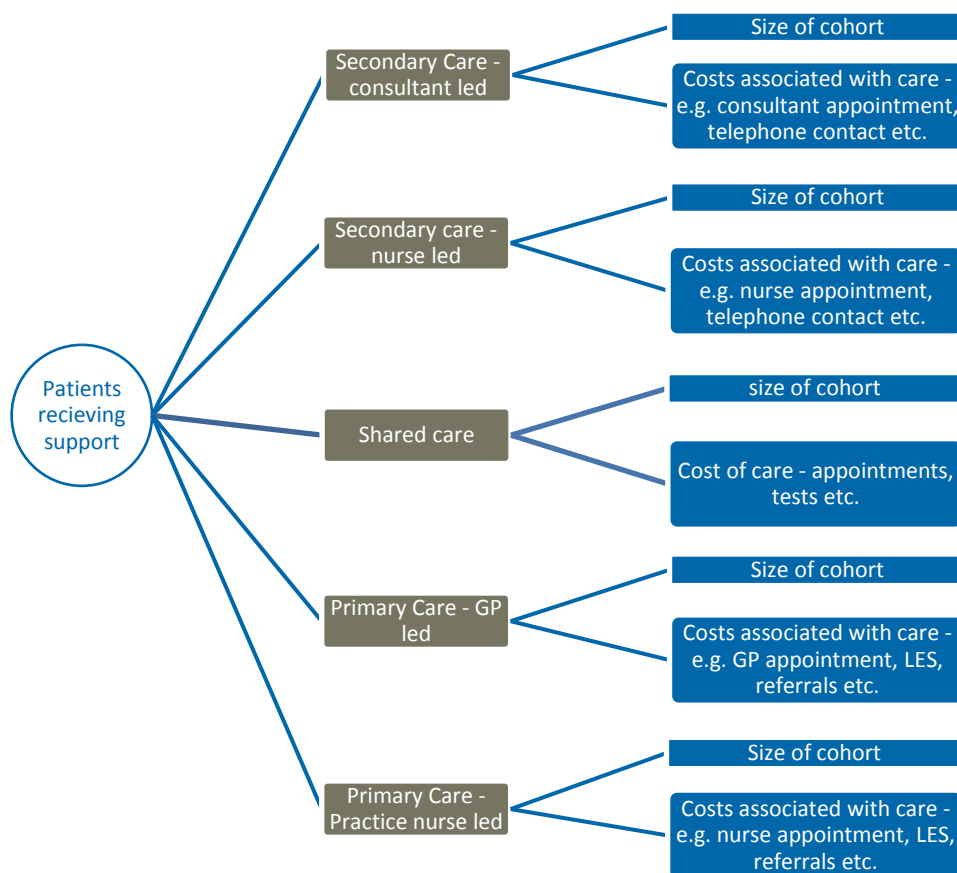 Patients
recieving
support
Secondary Care -
consultant led
Size of cohort
Costs associated with care -
e.g. consultant appointment,
telephone contact etc.
Secondary care -
nurse led
Size of cohort
Costs associated with care -
e.g. nurse appointment,
telephone contact etc.
Shared care
size of cohort
Cost of care - appointments,
tests etc.
Primary Care - GP
led
Size of cohort
Costs associated with care -
e.g. GP appointment, LES,
referrals etc.
Primary Care -
Practice nurse led
Size of cohort
Costs associated with care -
e.g. nurse appointment, LES,
referrals etc.